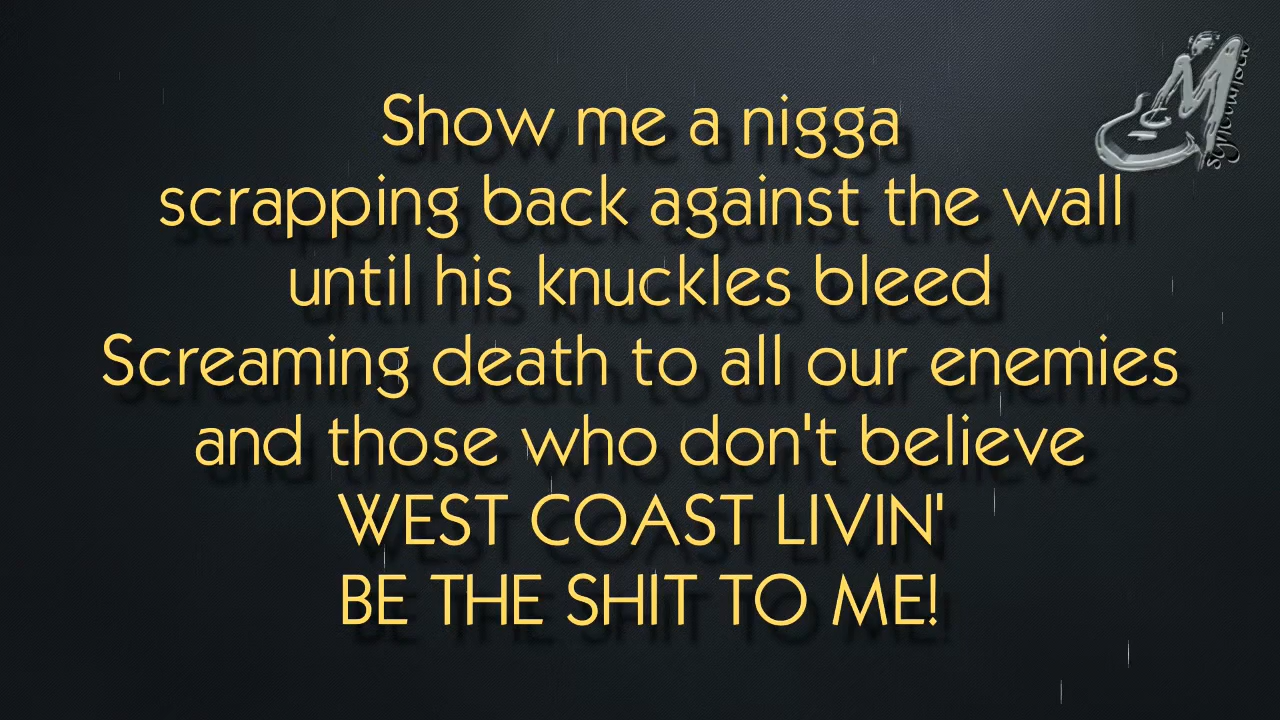 Show me a nigga
scrapping back against the wall
until his knuckles bleed
Screaming death to all our enemies
and those who don't believe
WEST COAST LIVIN'
BE THE SHIT TO ME!